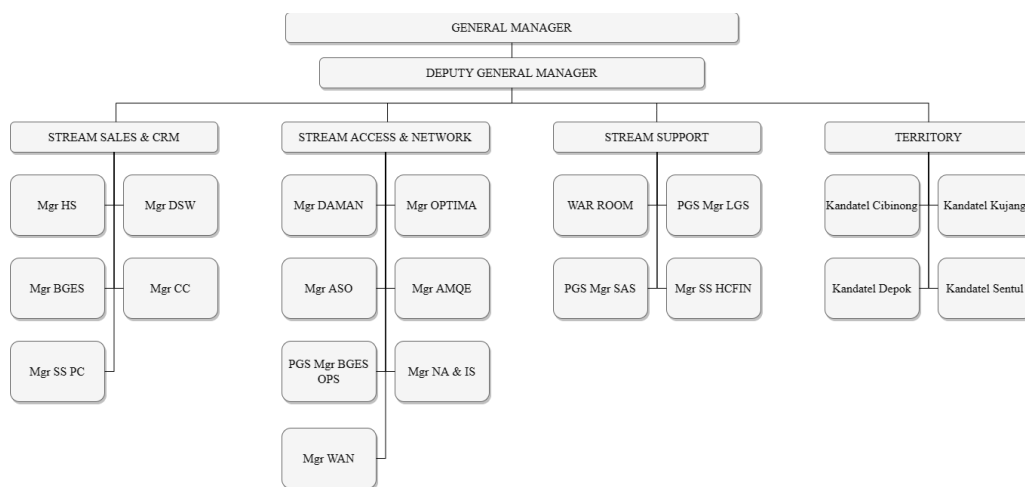 GENERAL MANAGER
DEPUTY GENERAL MANAGER
STREAM SALES & CRM
STREAM ACCESS & NETWORK
STREAM SUPPORT
TERRITORY
Mgr HS
Mgr DSW
Mgr DAMAN
Mgr OPTIMA
WAR ROOM
PGS Mgr LGS
Kandatel Cibinong
Kandatel Kujang
Mgr BGES
Mgr CC
Mgr ASO
Mgr AMQE
PGS Mgr SAS
Mgr SS HCFIN
Kandatel Depok
Kandatel Sentul
Mgr SS PC
PGS Mgr BGES
OPS
Mgr NA & IS
Mgr WAN